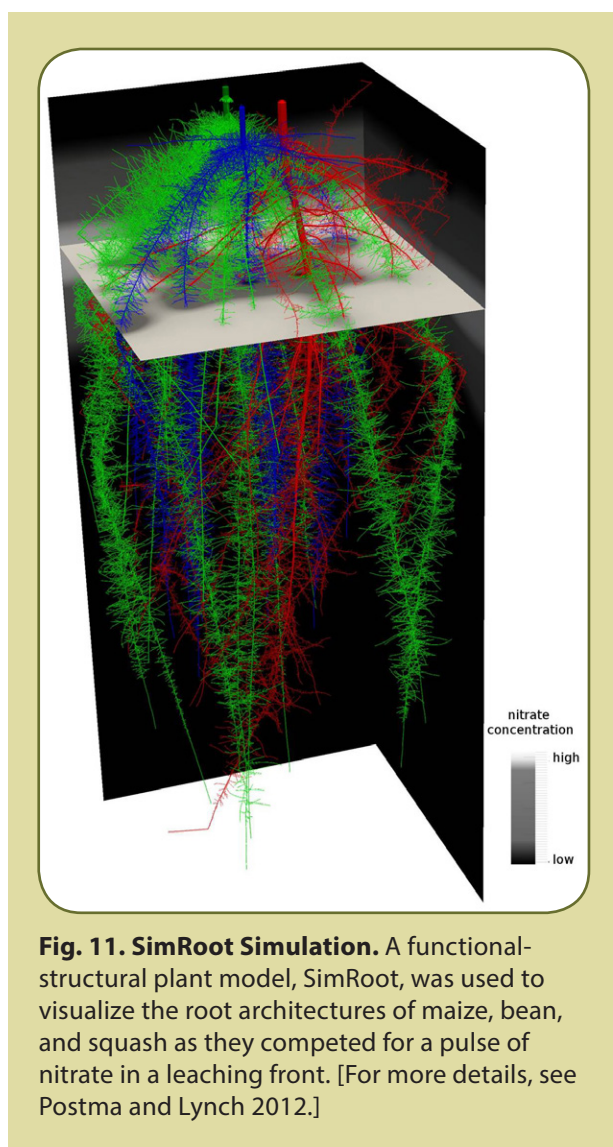 nitrate
concentration
high
low
Fig. 11. SimRoot Simulation. A functional-
structural plant model, SimRoot, was used to
visualize the root architectures of maize, bean,
and squash as they competed for a pulse of
nitrate in a leaching front. [For more details, see
Postma and Lynch 2012.]